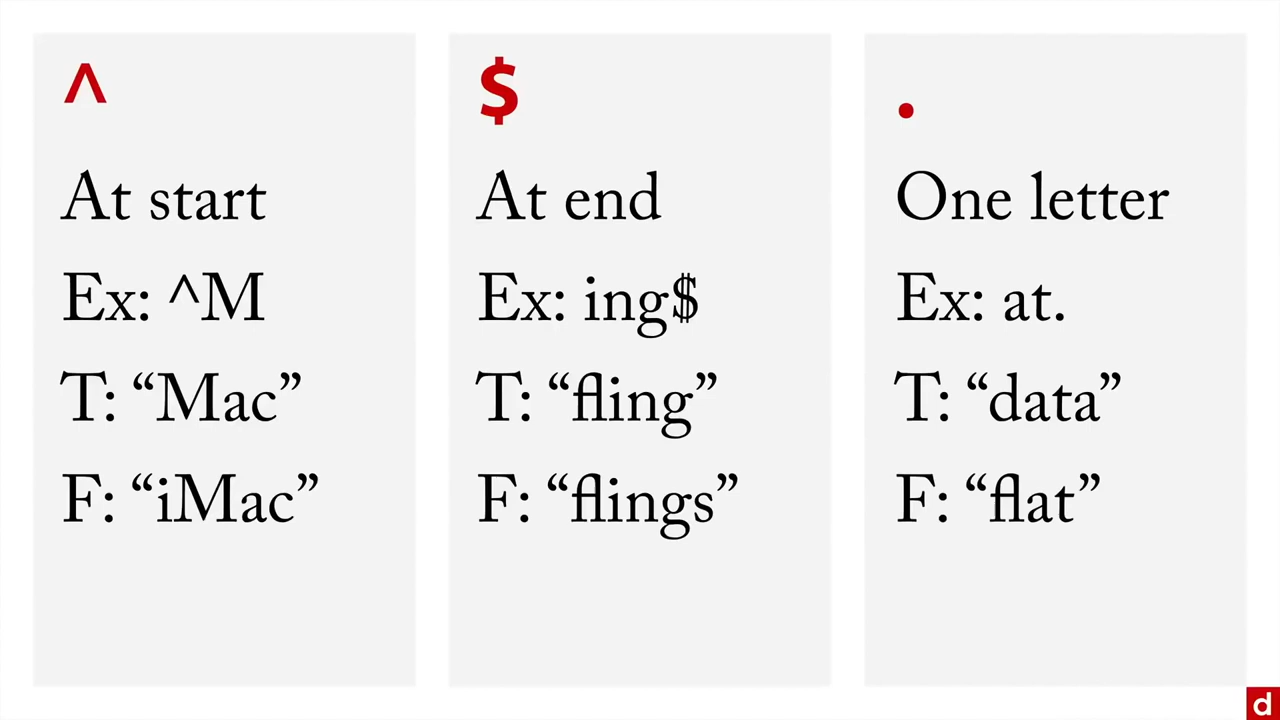 ^
At start
Ex: ^M
T: “Mac”
F: “iMac”
$
At end
Ex: ing$
T: “fling”
F: “flings”
.
One letter
Ex: at.
T: “data”
F: “flat”
d